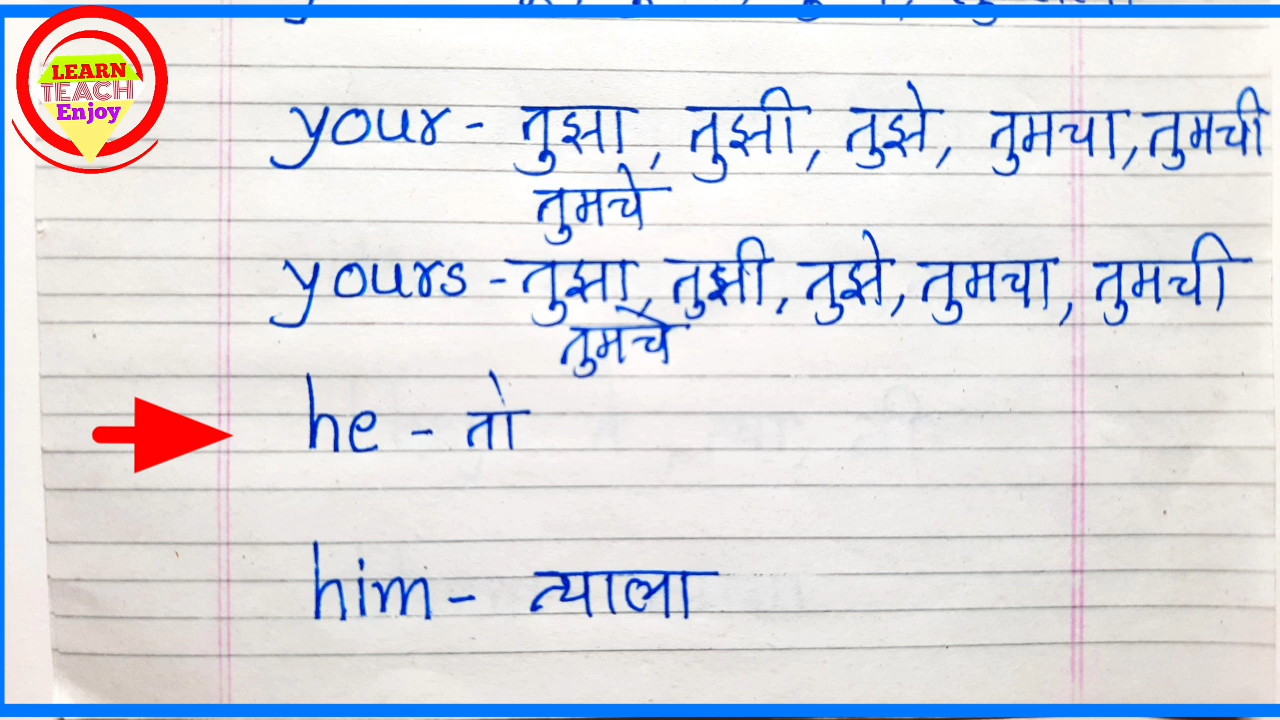 LEARN
TEACH
Enjoy
your - तुझा, तुझी, तुझे, तुमचा, तुमची
तुमचे
yours - तुझा, तुझी, तुझे, तुमचा, तुमची
तुमचे
he - तो
him - त्याला